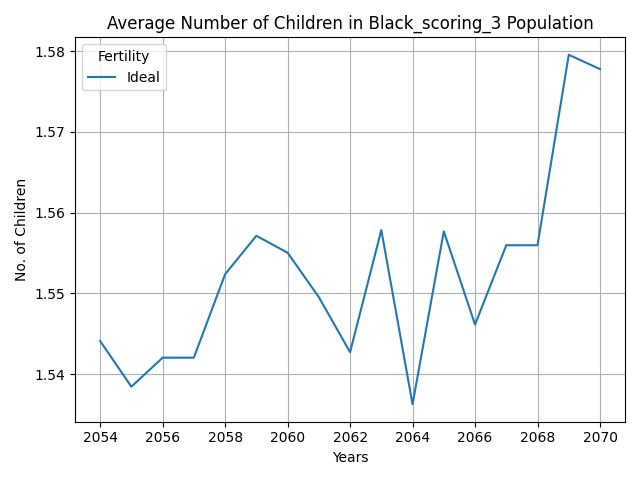 Average Number of Children in Black_scoring_3 Population
Fertility
Ideal
1.58
1.57
1.56
1.55
1.54
No. of Children
2054 2056 2058 2060 2062 2064 2066 2068 2070
Years